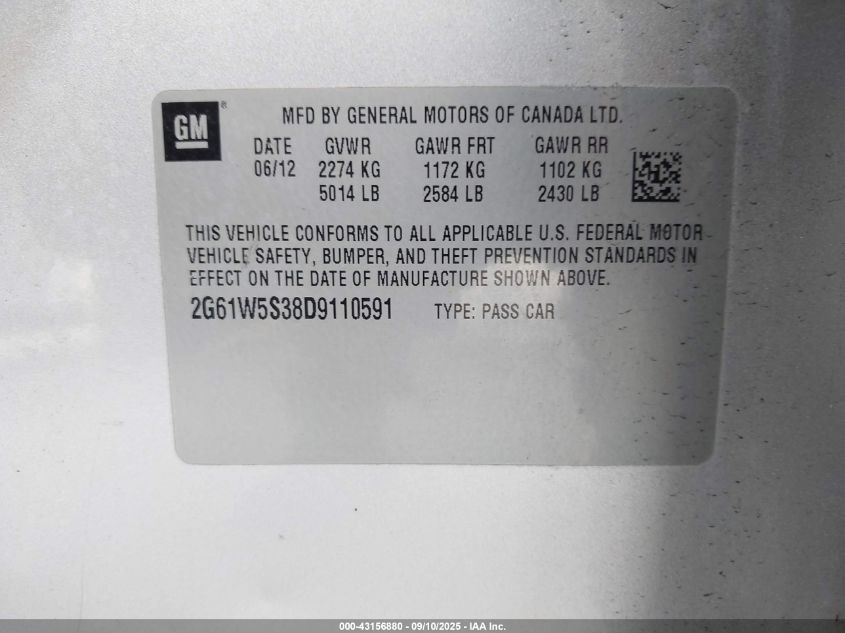 GM®
MFD BY GENERAL MOTORS OF CANADA LTD.
DATE GVWR GAWR FRT GAWR RR
06/12 2274 KG 1172 KG 1102 KG
5014 LB 2584 LB 2430 LB
THIS VEHICLE CONFORMS TO ALL APPLICABLE U.S. FEDERAL MOTOR
VEHICLE SAFETY, BUMPER, AND THEFT PREVENTION STANDARDS IN
EFFECT ON THE DATE OF MANUFACTURE SHOWN ABOVE.
2G61W5S38D9110591 TYPE: PASS CAR
000-43156880 - 09/10/2025 - IAA Inc.